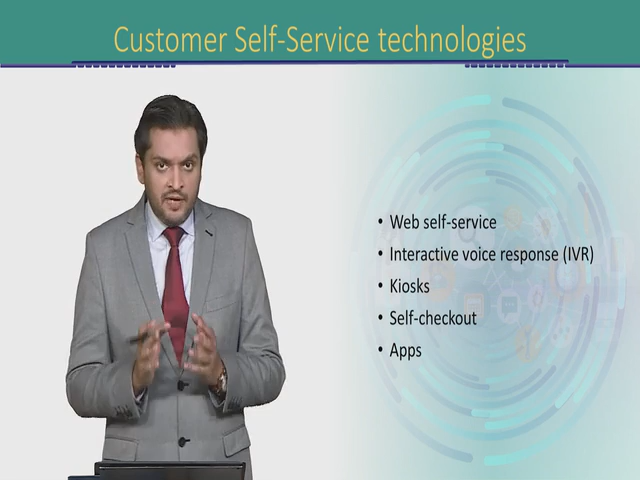 Customer Self-Service technologies
• Web self-service
• Interactive voice response (IVR)
• Kiosks
• Self-checkout
• Apps